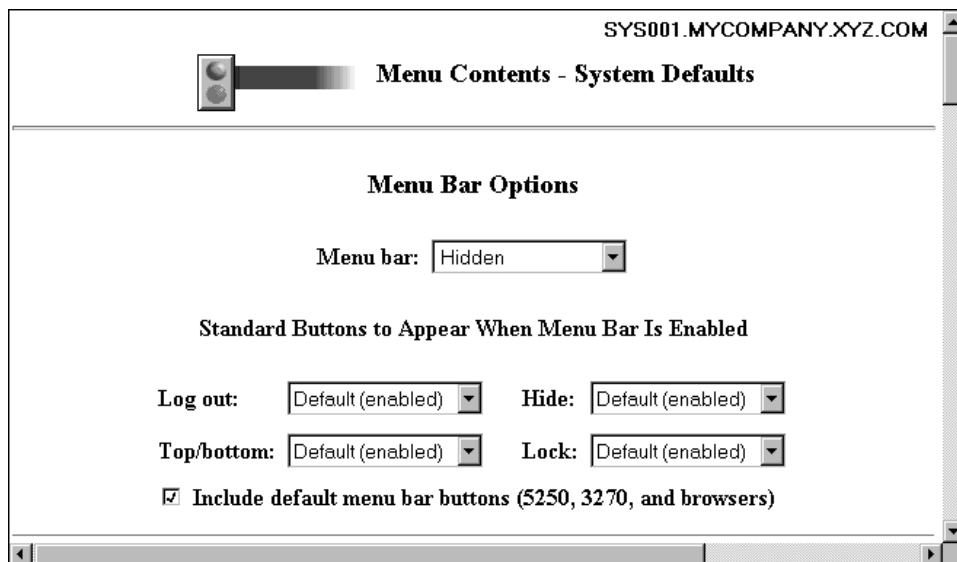 SYS001.MYCOMPANY.XYZ.COM
Menu Contents - System Defaults
Menu Bar Options
Menu bar: Hidden
Standard Buttons to Appear When Menu Bar Is Enabled
Log out: Default (enabled) Hide: Default (enabled)
Top/bottom: Default (enabled) Lock: Default (enabled)
Include default menu bar buttons (5250, 3270, and browsers)